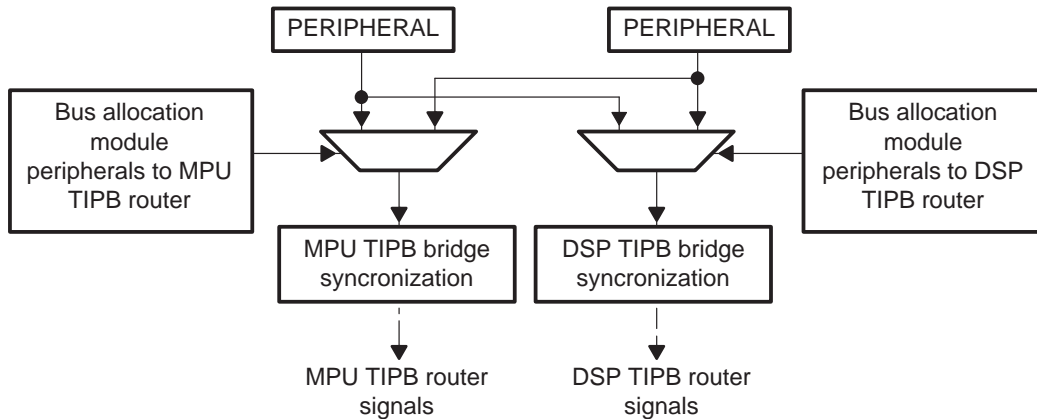 PERIPHERAL
PERIPHERAL
Bus allocation
module
peripherals to MPU
TIPB router
Bus allocation
module
peripherals to DSP
TIPB router
MPU TIPB bridge
syncronization
DSP TIPB bridge
syncronization
MPU TIPB router
signals
DSP TIPB router
signals